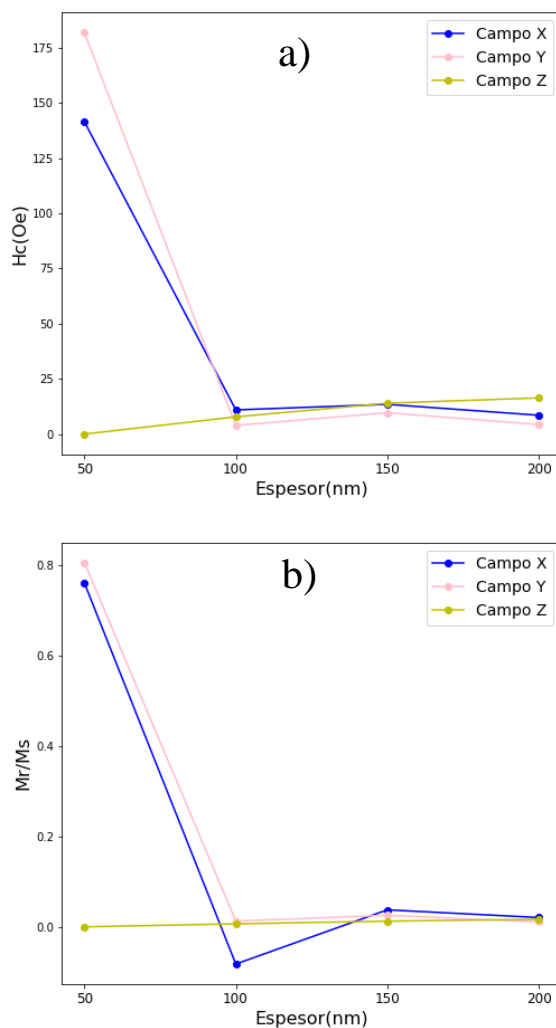 a)
Campo X
Campo Y
Campo Z
175
150
125
100
75
50
25
0
Hc(Oe)
50 100 150 200
Espesor(nm)
b)
Campo X
Campo Y
Campo Z
0.8
0.6
0.4
0.2
0.0
Mr/Ms
50 100 150 200
Espesor(nm)